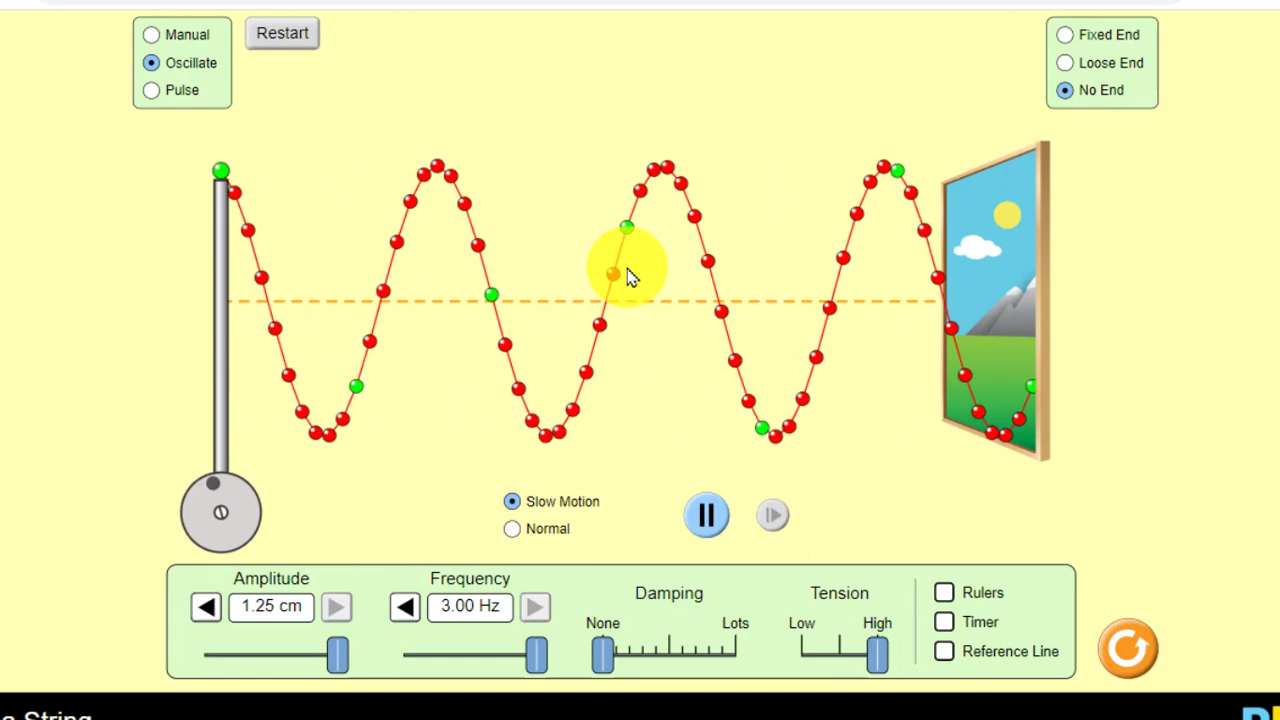 Manual
Oscillate
Pulse
Restart
Fixed End
Loose End
No End
Slow Motion
Normal
Amplitude
1.25 cm
Frequency
3.00 Hz
Damping
None
Lots
Tension
Low
High
Rulers
Timer
Reference Line
a String